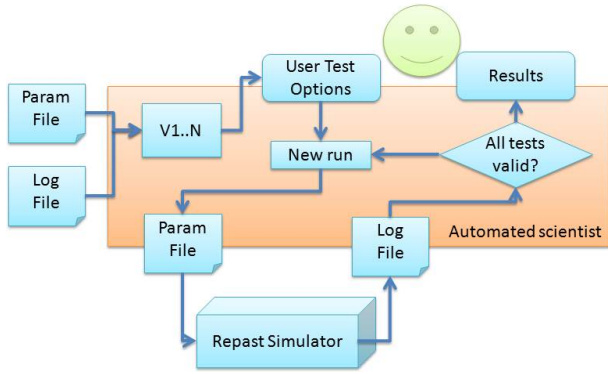 User Test
Options
Results
Param
File
V1..N
New run
All tests
valid?
Log
File
Param
File
Log
File
Automated scientist
Repast Simulator